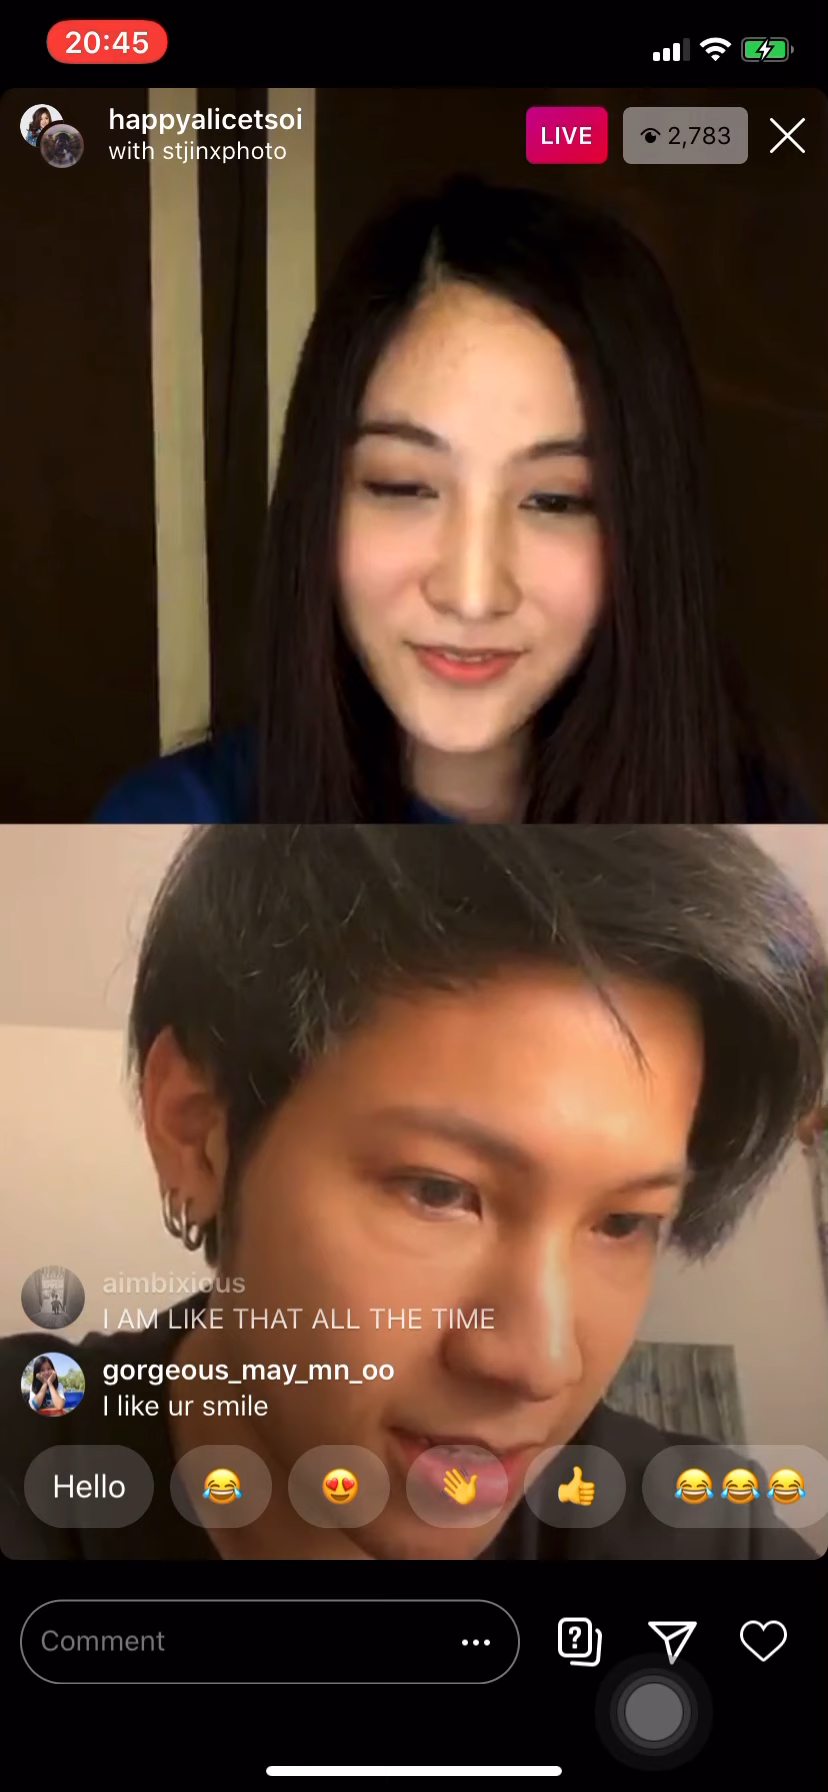 20:45
happyalicetsoi
with stjinxphoto
LIVE
2,783
aimbixious
I AM LIKE THAT ALL THE TIME
gorgeous_may_mn_oo
I like ur smile
Hello
Comment